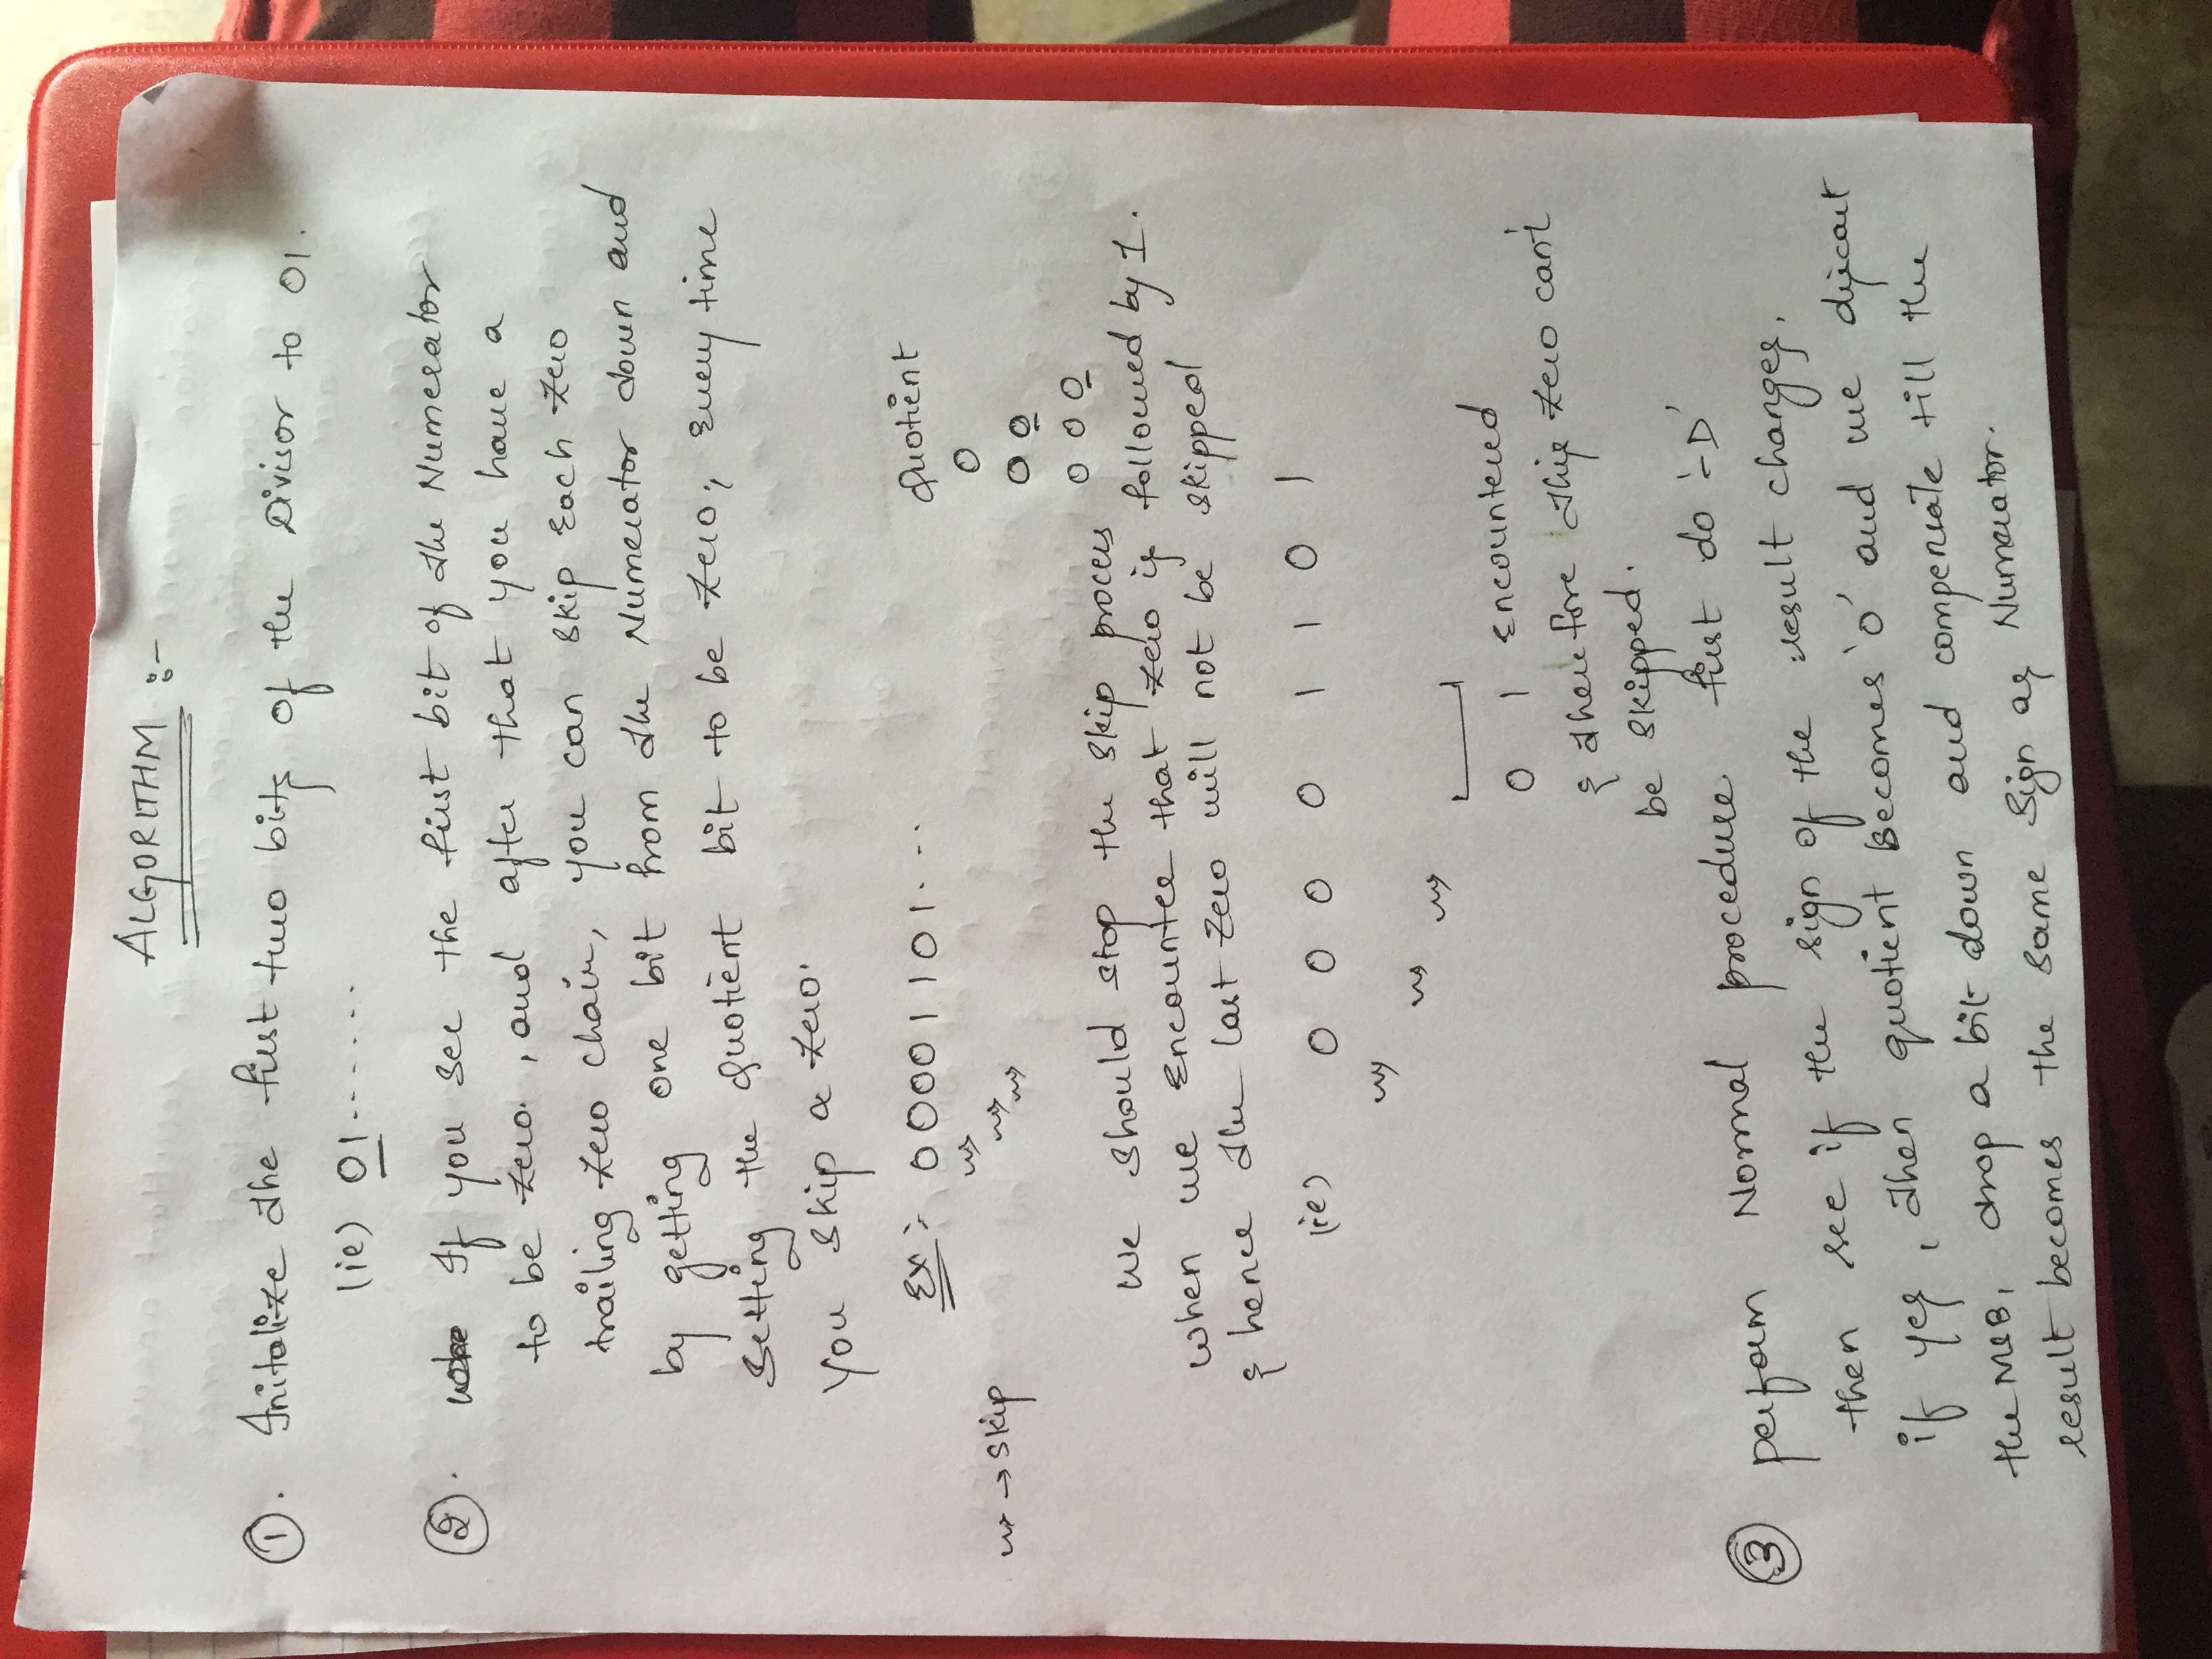 ALGORITHM :-
①. Initalize the first two bits of the Divisor to 01.
(ie) 01.......
②. If you see the first bit of the Numerator
to be zero. , and after that you have a
trailing zero chain, you can skip Each zero
by getting one bit from the Numerator down and
setting the Quotient bit to be zero., Every time
You skip a zero.
Ex :- 00001101... Quotient
0
→ skip
0 0
0 0 0
We should stop the skip process
when we Encounter that zero is followed by 1.
& hence the last zero will not be skipped
(ie) 0 0 0 0 1 1 0 1
0 1 Encountered
& therefore this zero can't
be skipped.
③ perform Normal procedure first do '-D'
then see if the sign of the result changes,
if yes, then quotient Becomes '0' and we discart
the MSB, drop a bit down and compensate till the
result becomes the same sign as Numerator.